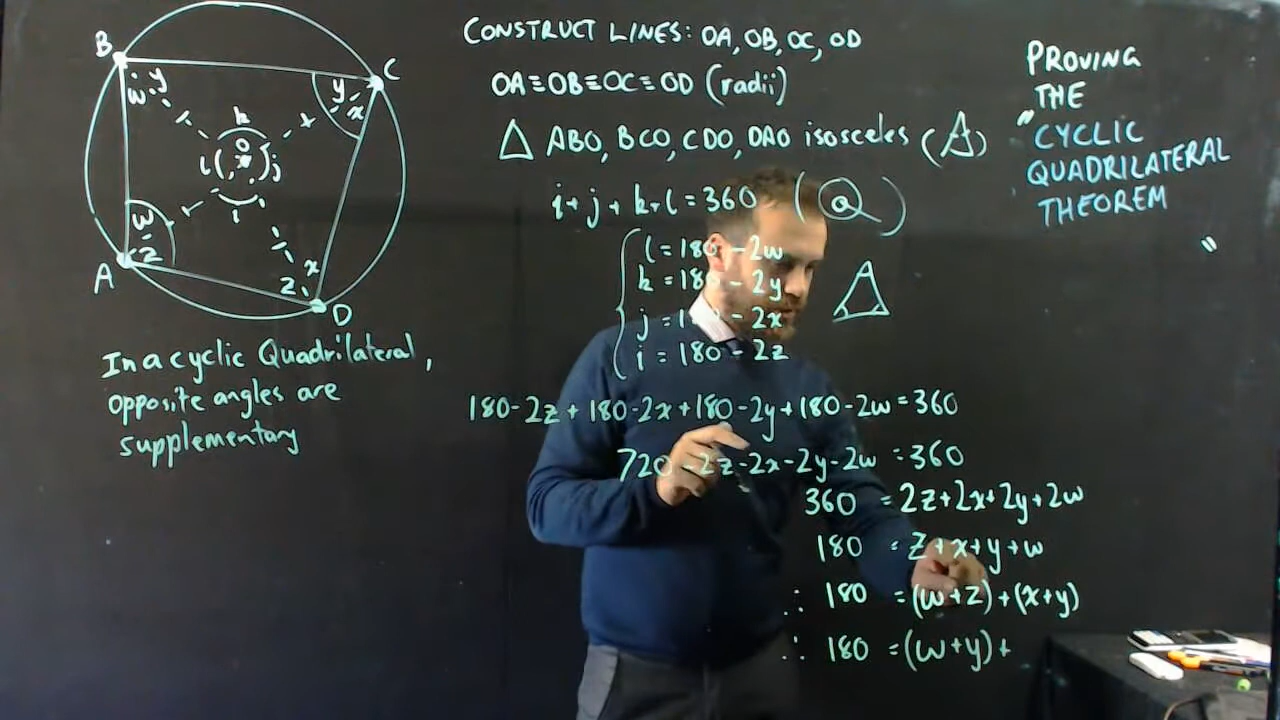 CONSTRUCT LINES: OA, OB, OC, OD
OA≡OB≡OC≡OD (radii)
△ ABO, BCO, CDO, DAO isosceles (A)
i + j + k + l = 360 (a)
l = 180 - 2w
k = 180 - 2y
j = 1 - 2x
i = 180 - 2z
180-2z + 180-2x + 180-2y + 180-2w = 360
720 -2z-2x-2y-2w = 360
360 = 2z+2x+2y+2w
180 = z+x+y+w
∴ 180 = (w+z)+(x+y)
∴ 180 = (w+y)+
PROVING
THE
"CYCLIC
QUADRILATERAL
THEOREM
"
B
i y
w
C
y
x
k
O
l
j
i
w
z
A
x
z
D
In a cyclic Quadrilateral,
opposite angles are
supplementary